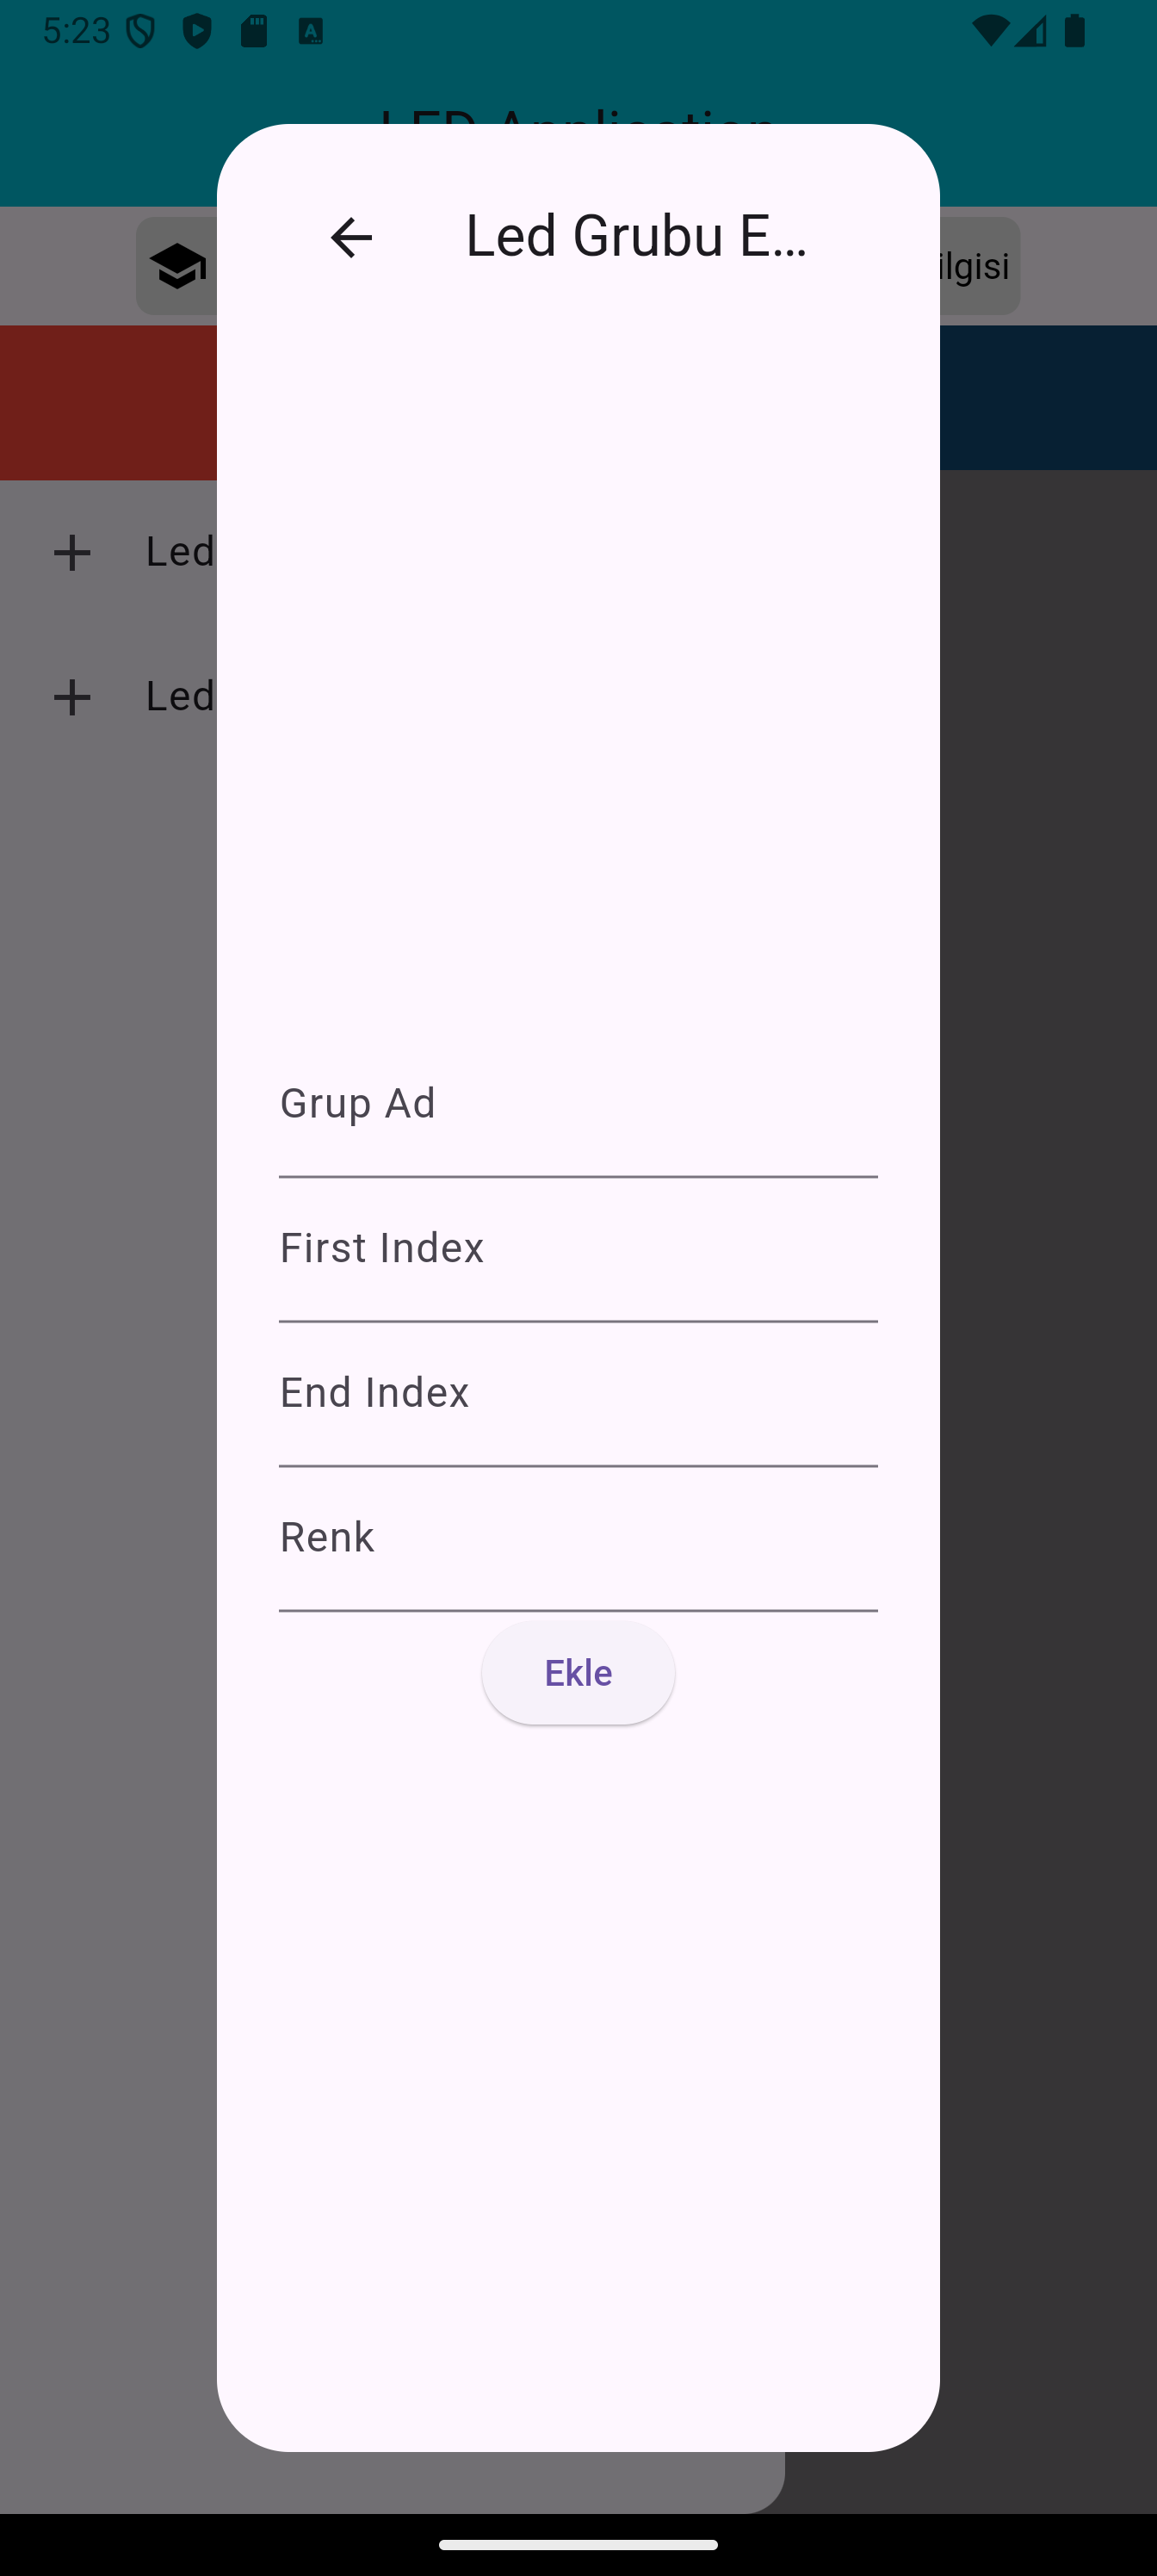 5:23
LED Application
Led Grubu E...
ilgisi
Led
Led
Grup Ad
First Index
End Index
Renk
Ekle